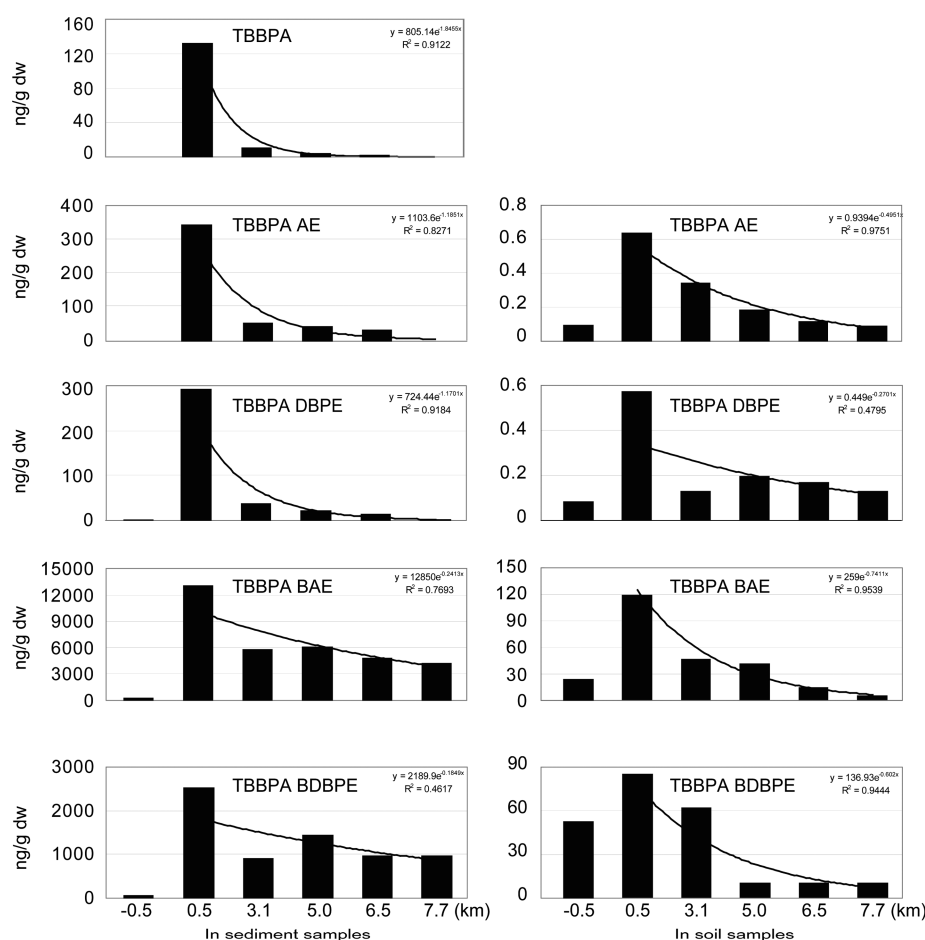 160
120
80
40
0
ng/g dw
TBBPA
y = 805.14e^-1.8455x
R² = 0.9122
400
300
200
100
0
ng/g dw
TBBPA AE
y = 1103.6e^-1.1851x
R² = 0.8271
0.8
0.6
0.4
0.2
0
TBBPA AE
y = 0.9394e^-0.4951x
R² = 0.9751
300
200
100
0
ng/g dw
TBBPA DBPE
y = 724.44e^-1.1701x
R² = 0.9184
0.6
0.4
0.2
0
TBBPA DBPE
y = 0.449e^-0.2701x
R² = 0.4795
15000
12000
9000
6000
3000
0
ng/g dw
TBBPA BAE
y = 12850e^-0.2413x
R² = 0.7693
150
120
90
60
30
0
TBBPA BAE
y = 259e^-0.7411x
R² = 0.9539
3000
2000
1000
0
ng/g dw
TBBPA BDBPE
y = 2189.9e^-0.1849x
R² = 0.4617
-0.5 0.5 3.1 5.0 6.5 7.7 (km)
In sediment samples
90
60
30
0
TBBPA BDBPE
y = 136.93e^-0.602x
R² = 0.9444
-0.5 0.5 3.1 5.0 6.5 7.7 (km)
In soil samples